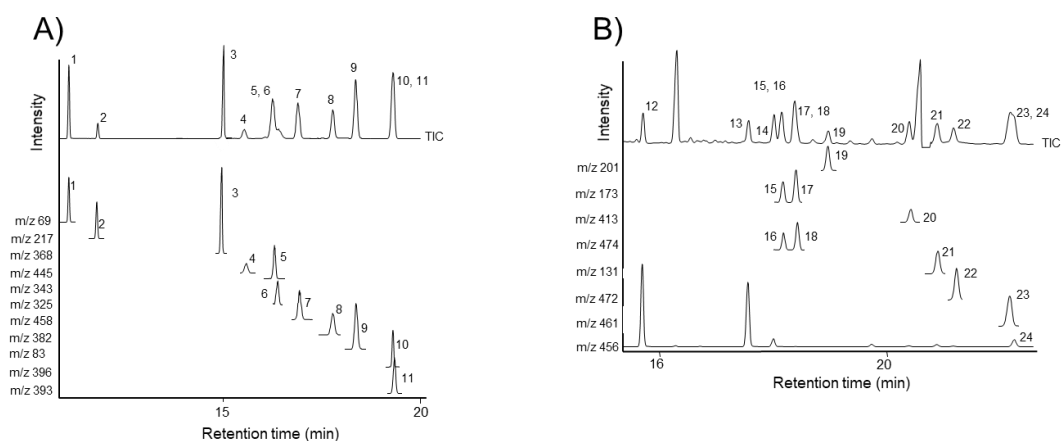 A)
1
2
3
4
5, 6
7
8
9
10, 11
TIC
Intensity
1
2
3
4
5
6
7
8
9
10
11
m/z 69
m/z 217
m/z 368
m/z 445
m/z 343
m/z 325
m/z 458
m/z 382
m/z 83
m/z 396
m/z 393
15
20
Retention time (min)
B)
12
13
14
15, 16
17, 18
19
20
21
22
23, 24
TIC
Intensity
19
15
17
20
16
18
21
22
23
24
m/z 201
m/z 173
m/z 413
m/z 474
m/z 131
m/z 472
m/z 461
m/z 456
16
20
Retention time (min)